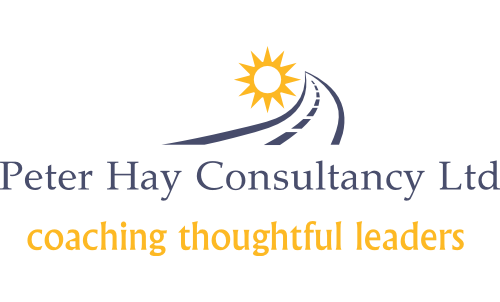 Peter Hay Consultancy Ltd
coaching thoughtful leaders